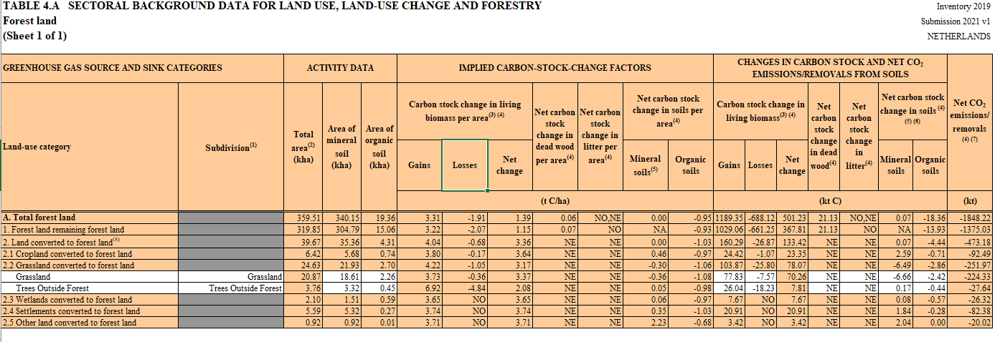 TABLE 4.A SECTORAL BACKGROUND DATA FOR LAND USE, LAND-USE CHANGE AND FORESTRY
Inventory 2019
Forest land
Submission 2021 v1
(Sheet 1 of 1)
NETHERLANDS
GREENHOUSE GAS SOURCE AND SINK CATEGORIES
ACTIVITY DATA
IMPLIED CARBON-STOCK-CHANGE FACTORS
CHANGES IN CARBON STOCK AND NET CO2
EMISSIONS/REMOVALS FROM SOILS
Net CO2
emissions/
removals
(4) (7)
Land-use category
Subdivision(1)
Total
area(2)
(kha)
Area of
mineral
soil
(kha)
Area of
organic
soil
(kha)
Carbon stock change in living
biomass per area(3) (4)
Gains
Losses
Net
change
Net carbon
stock
change in
dead wood
per area(4)
Net carbon
stock
change in
litter per
area(4)
Net carbon stock
change in soils per
area(4)
Mineral
soils(5)
Organic
soils
Carbon stock change in
living biomass(3) (4)
Gains
Losses
Net
change
Net
carbon
stock
change
in dead
wood(4)
Net
carbon
stock
change
in
litter(4)
Net carbon stock
change in soils (4)
(5) (6)
Mineral
soils
Organic
soils
(t C/ha)
(kt C)
(kt)
A. Total forest land 359.51 340.15 19.36 3.31 -1.91 1.39 0.06 NO,NE 0.00 -0.95 1189.35 -688.12 501.23 21.13 NO,NE 0.07 -18.36 -1848.22
1. Forest land remaining forest land 319.85 304.79 15.06 3.22 -2.07 1.15 0.07 NO NA -0.93 1029.06 -661.25 367.81 21.13 NO NA -13.93 -1375.03
2. Land converted to forest land(8) 39.67 35.36 4.31 4.04 -0.68 3.36 NE NE 0.00 -1.03 160.29 -26.87 133.42 NE NE 0.07 -4.44 -473.18
2.1 Cropland converted to forest land 6.42 5.68 0.74 3.80 -0.17 3.64 NE NE 0.46 -0.97 24.42 -1.07 23.35 NE NE 2.59 -0.71 -92.49
2.2 Grassland converted to forest land 24.63 21.93 2.70 4.22 -1.05 3.17 NE NE -0.30 -1.06 103.87 -25.80 78.07 NE NE -6.49 -2.86 -251.97
Grassland Grassland 20.87 18.61 2.26 3.73 -0.36 3.37 NE NE -0.36 -1.08 77.83 -7.57 70.26 NE NE -6.66 -2.42 -224.33
Trees Outside Forest Trees Outside Forest 3.76 3.32 0.45 6.92 -4.84 2.08 NE NE 0.05 -0.98 26.04 -18.23 7.81 NE NE 0.17 -0.44 -27.64
2.3 Wetlands converted to forest land 2.10 1.51 0.59 3.65 NO 3.65 NE NE 0.06 -0.97 7.67 NO 7.67 NE NE 0.08 -0.57 -26.32
2.4 Settlements converted to forest land 5.59 5.32 0.27 3.74 NO 3.74 NE NE 0.35 -1.03 20.91 NO 20.91 NE NE 1.84 -0.28 -82.38
2.5 Other land converted to forest land 0.92 0.92 0.01 3.71 NO 3.71 NE NE 2.23 -0.68 3.42 NO 3.42 NE NE 2.04 0.00 -20.02